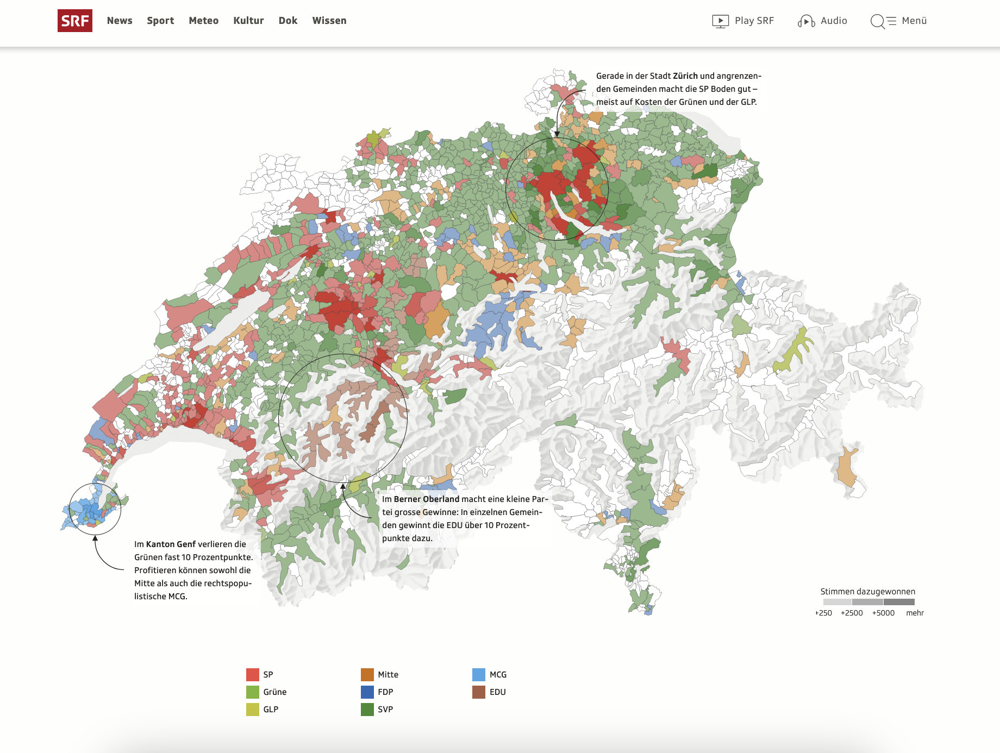 SRF News Sport Meteo Kultur Dok Wissen Play SRF Audio Menü
Gerade in der Stadt Zürich und angrenzen-
den Gemeinden macht die SP Boden gut –
meist auf Kosten der Grünen und der GLP.
Im Berner Oberland macht eine kleine Par-
tei grosse Gewinne: In einzelnen Gemein-
den gewinnt die EDU über 10 Prozent-
punkte dazu.
Im Kanton Genf verlieren die
Grünen fast 10 Prozentpunkte.
Profitieren können sowohl die
Mitte als auch die rechtspopu-
listische MCG.
Stimmen dazugewonnen
+250 +2500 +5000 mehr
SP Mitte MCG
Grüne FDP EDU
GLP SVP